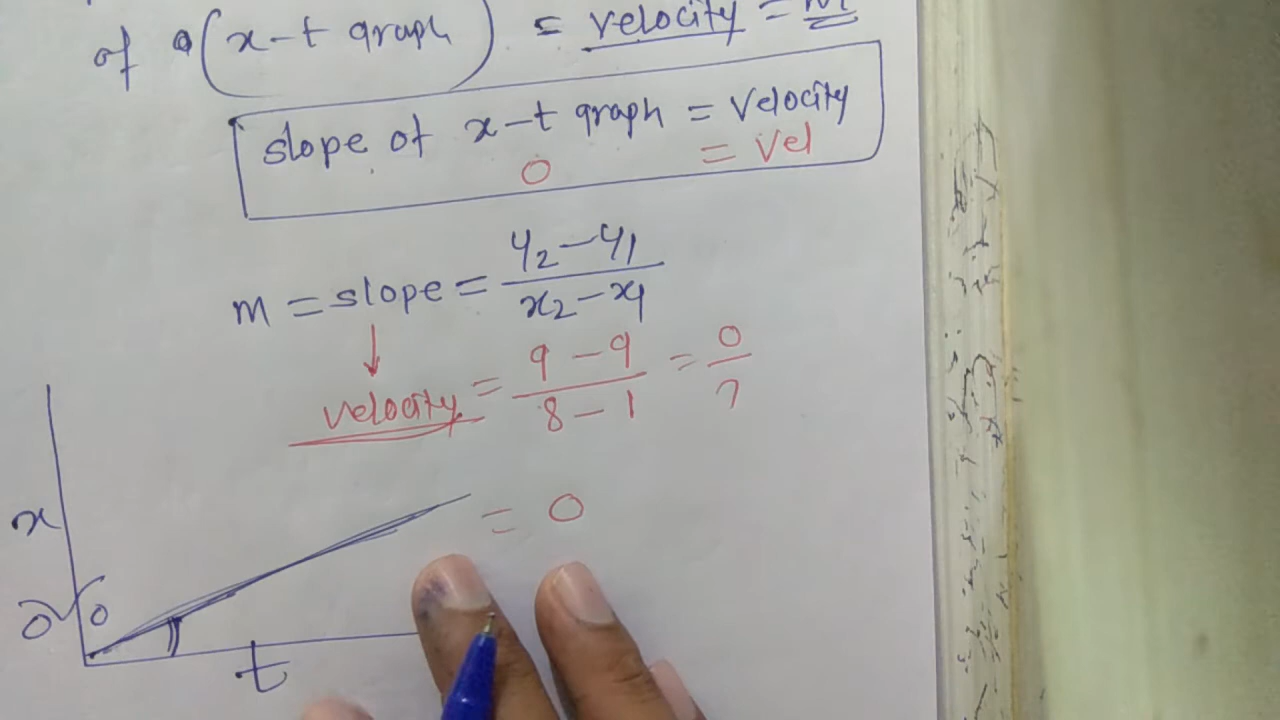 of (x-t graph) = velocity = m
slope of x-t graph = velocity
0 = vel
m = slope = y2-y1 / x2-x1
velocity = 9-9 / 8-1 = 0 / 7
= 0
x
0
t